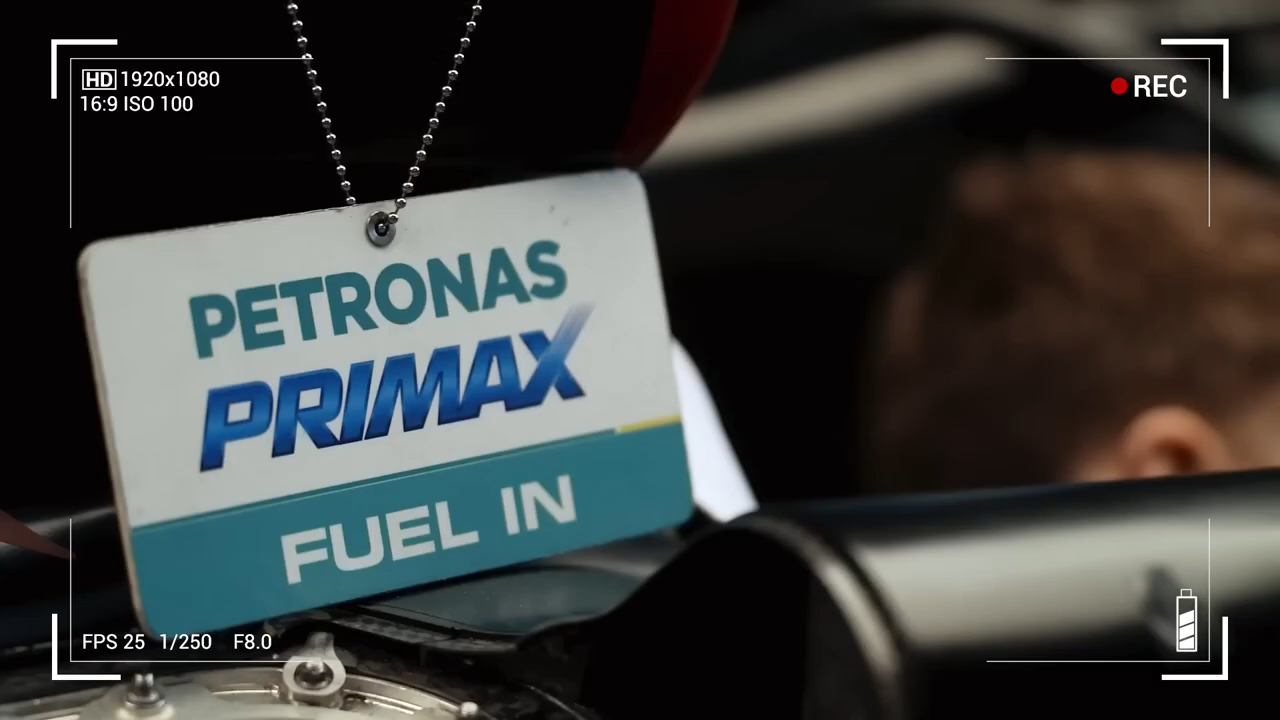 HD 1920x1080
16:9 ISO 100
REC
PETRONAS
PRIMAX
FUEL IN
FPS 25 1/250 F8.0